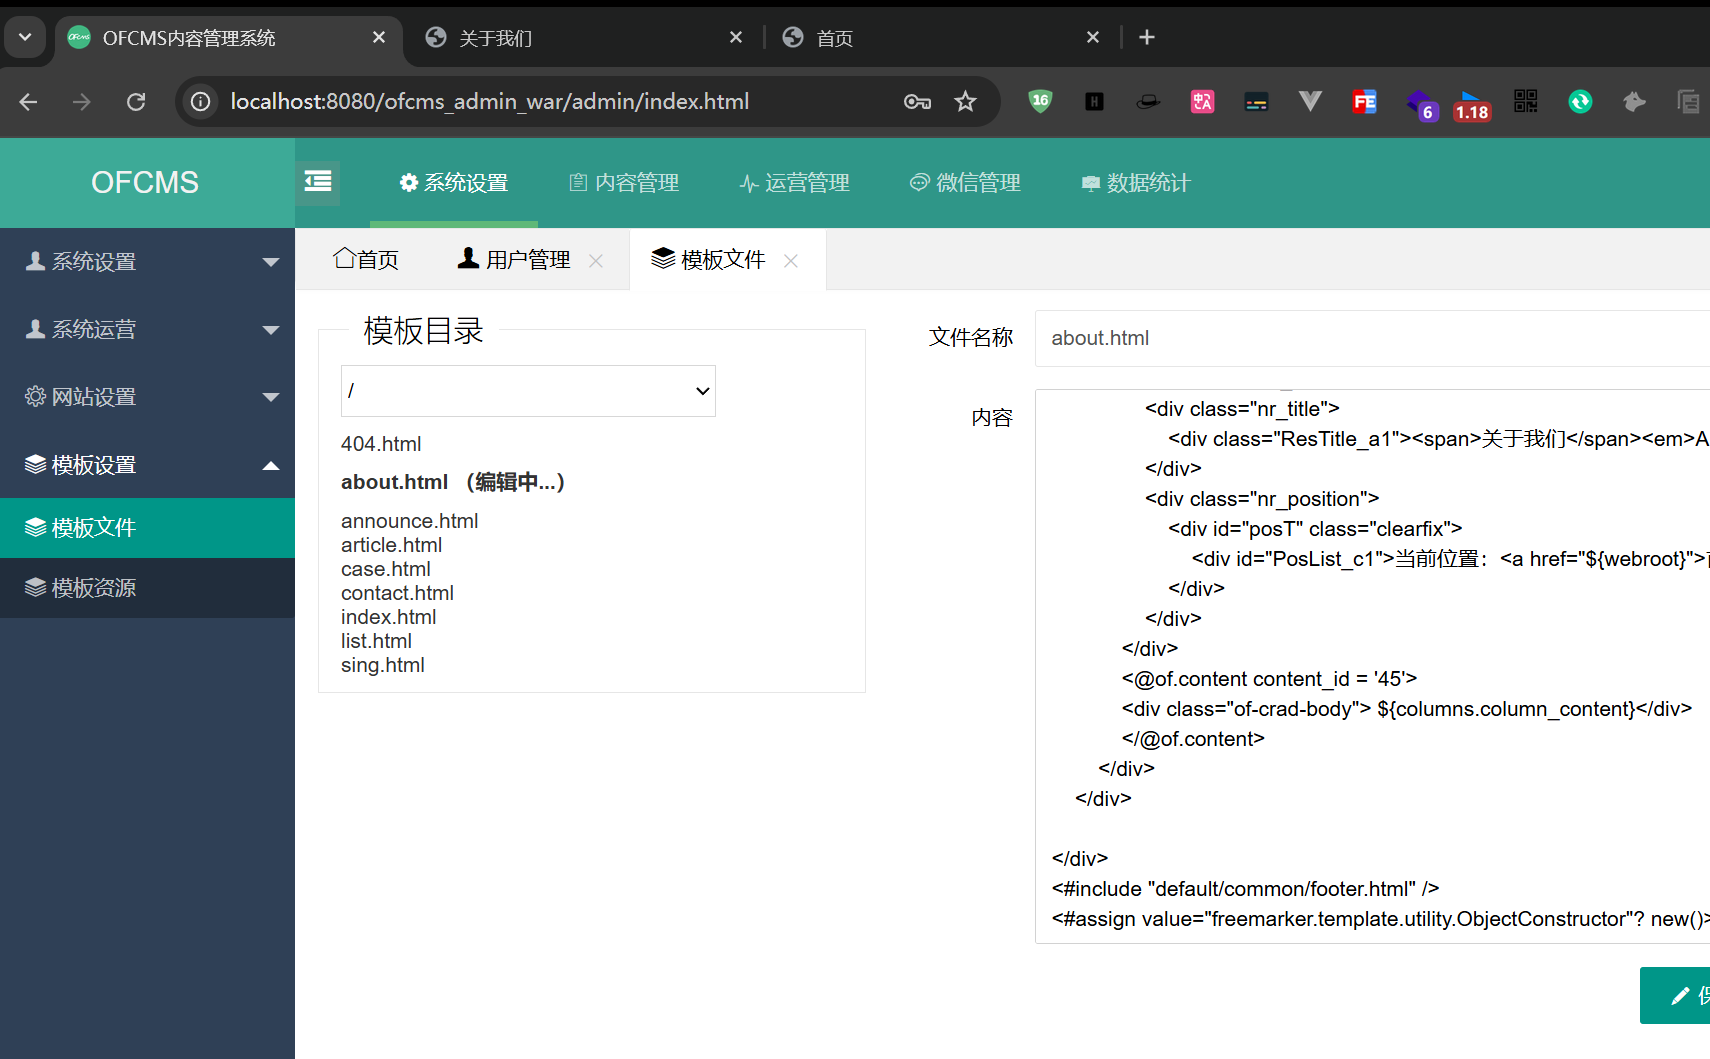 OFCMS内容管理系统
关于我们
首页
localhost:8080/ofcms_admin_war/admin/index.html
16
H
中A
FE
6
1.18
OFCMS
系统设置
内容管理
运营管理
微信管理
数据统计
系统设置
系统运营
网站设置
模板设置
模板文件
模板资源
首页
用户管理
模板文件
模板目录
/
404.html
about.html （编辑中...）
announce.html
article.html
case.html
contact.html
index.html
list.html
sing.html
文件名称
about.html
内容
<div class="nr_title">
<div class="ResTitle_a1"><span>关于我们</span><em>A
</div>
<div class="nr_position">
<div id="posT" class="clearfix">
<div id="PosList_c1">当前位置：<a href="${webroot}">
</div>
</div>
</div>
<@of.content content_id = '45'>
<div class="of-crad-body"> ${columns.column_content}</div>
</@of.content>
</div>
</div>
</div>
<#include "default/common/footer.html" />
<#assign value="freemarker.template.utility.ObjectConstructor"? new()>